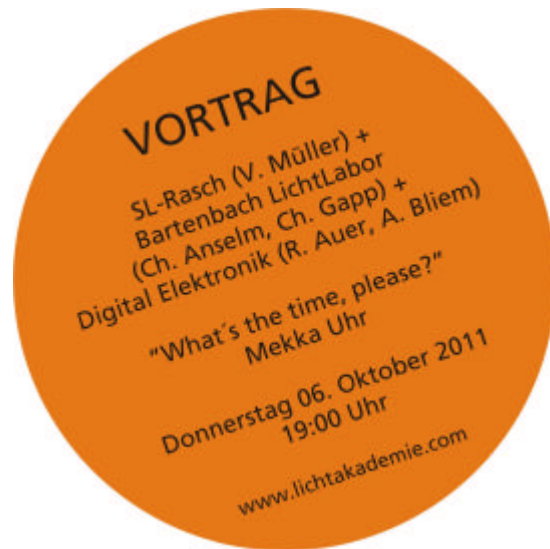 VORTRAG
SL-Rasch (V. Müller) +
Bartenbach LichtLabor
(Ch. Anselm, Ch. Gapp) +
Digital Elektronik (R. Auer, A. Bliem)
"What´s the time, please?"
Mekka Uhr
Donnerstag 06. Oktober 2011
19:00 Uhr
www.lichtakademie.com